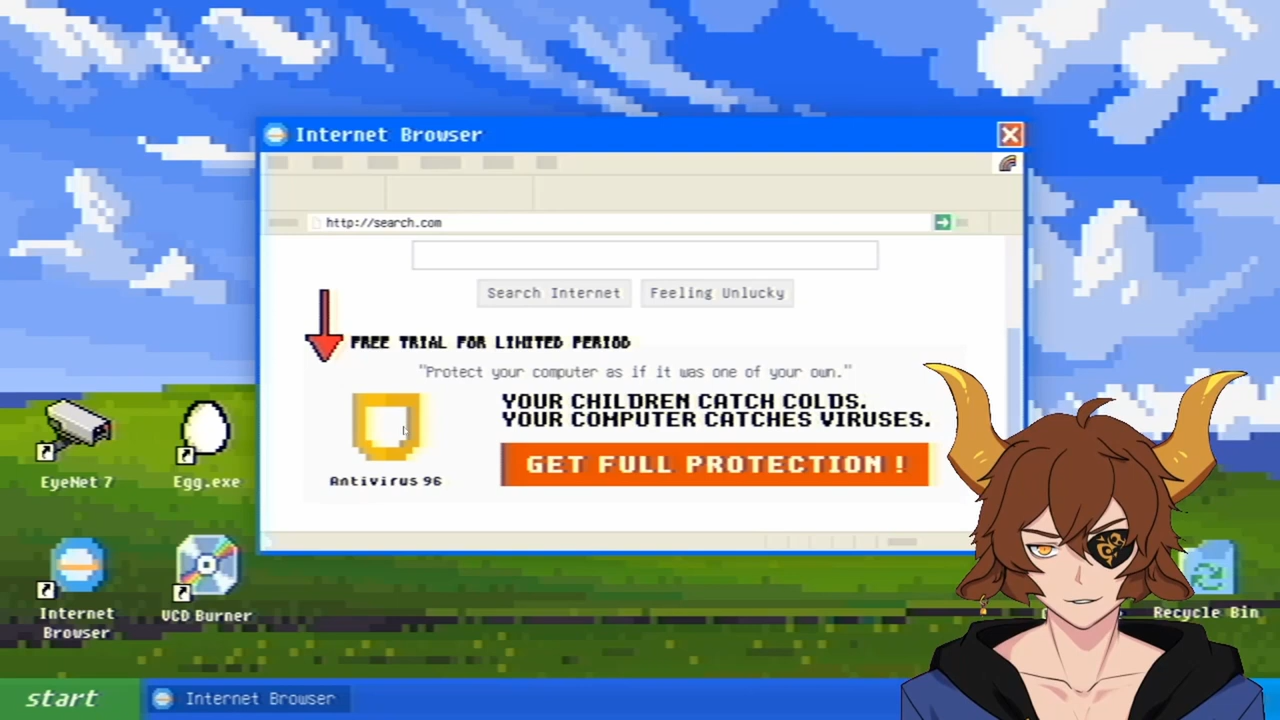 Internet Browser
http://search.com
Search Internet
Feeling Unlucky
FREE TRIAL FOR LIMITED PERIOD
"Protect your computer as if it was one of your own."
YOUR CHILDREN CATCH COLDS.
YOUR COMPUTER CATCHES VIRUSES.
GET FULL PROTECTION !
Antivirus 96
EyeNet 7
Egg.exe
Internet
Browser
VCD Burner
Recycle Bin
start
Internet Browser